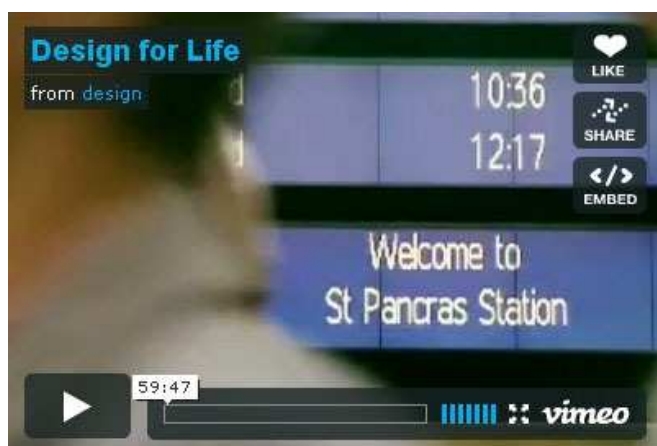 Design for Life
from design
LIKE
SHARE
EMBED
d 10:36
d 12:17
Welcome to
St Pancras Station
59:47
vimeo